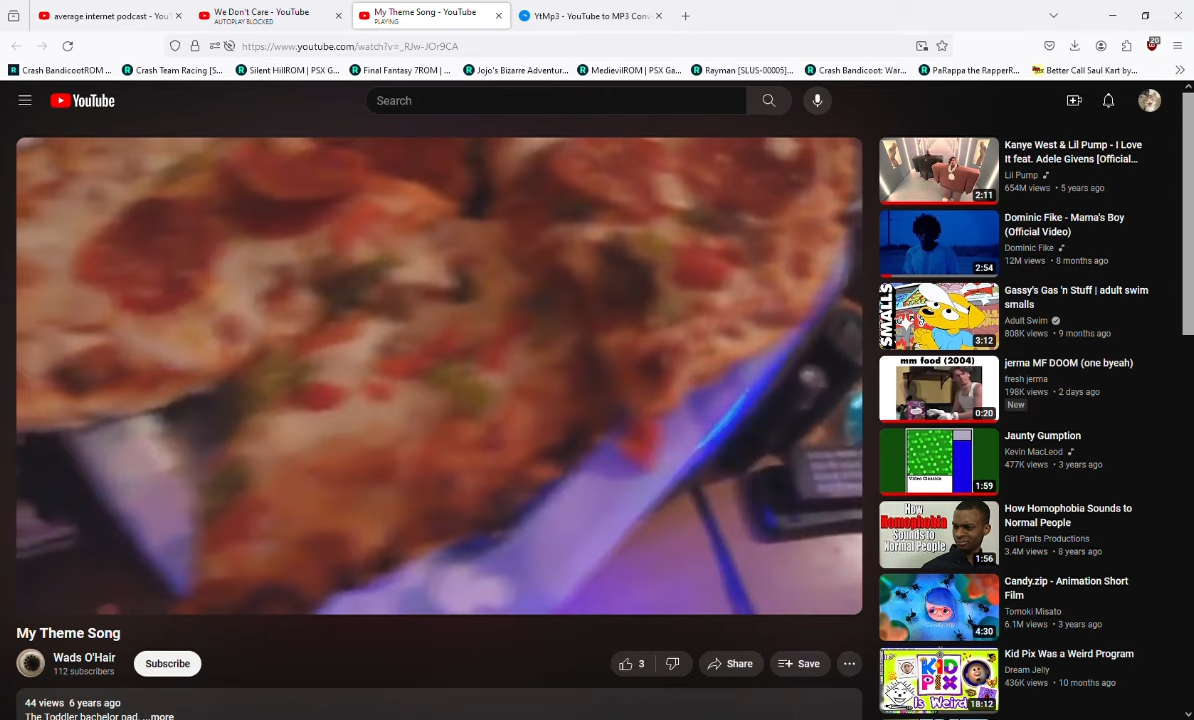 average internet podcast - YouT
We Don't Care - YouTube
AUTOPLAY BLOCKED
My Theme Song - YouTube
PLAYING
YtMp3 - YouTube to MP3 Conv
https://www.youtube.com/watch?v=_RJw-JOr9CA
20
Crash BandicootROM ...
Crash Team Racing [S...
Silent HillROM | PSX G...
Final Fantasy 7ROM | ...
Jojo's Bizarre Adventur...
MedievilROM | PSX Ga...
Rayman [SLUS-00005]...
Crash Bandicoot: War...
PaRappa the RapperR...
Better Call Saul Kart by...
YouTube
Search
Kanye West & Lil Pump - I Love
It feat. Adele Givens [Official...
Lil Pump
654M views • 5 years ago
2:11
Dominic Fike - Mama's Boy
(Official Video)
Dominic Fike
12M views • 8 months ago
2:54
SMALLS
Gassy's Gas 'n Stuff | adult swim
smalls
Adult Swim
808K views • 9 months ago
3:12
mm food (2004)
jerma MF DOOM (one byeah)
fresh jerma
198K views • 2 days ago
New
0:20
Jaunty Gumption
Kevin MacLeod
477K views • 3 years ago
1:59
How
Homophobia
Sounds to
Normal People
How Homophobia Sounds to
Normal People
Girl Pants Productions
3.4M views • 8 years ago
1:56
Candy.zip - Animation Short
Film
Tomoki Misato
6.1M views • 3 years ago
4:30
KID
PIX
Is Weird
Kid Pix Was a Weird Program
Dream Jelly
436K views • 10 months ago
18:12
My Theme Song
Wads O'Hair
112 subscribers
Subscribe
3
Share
Save
44 views 6 years ago
The Toddler bachelor pad. ...more